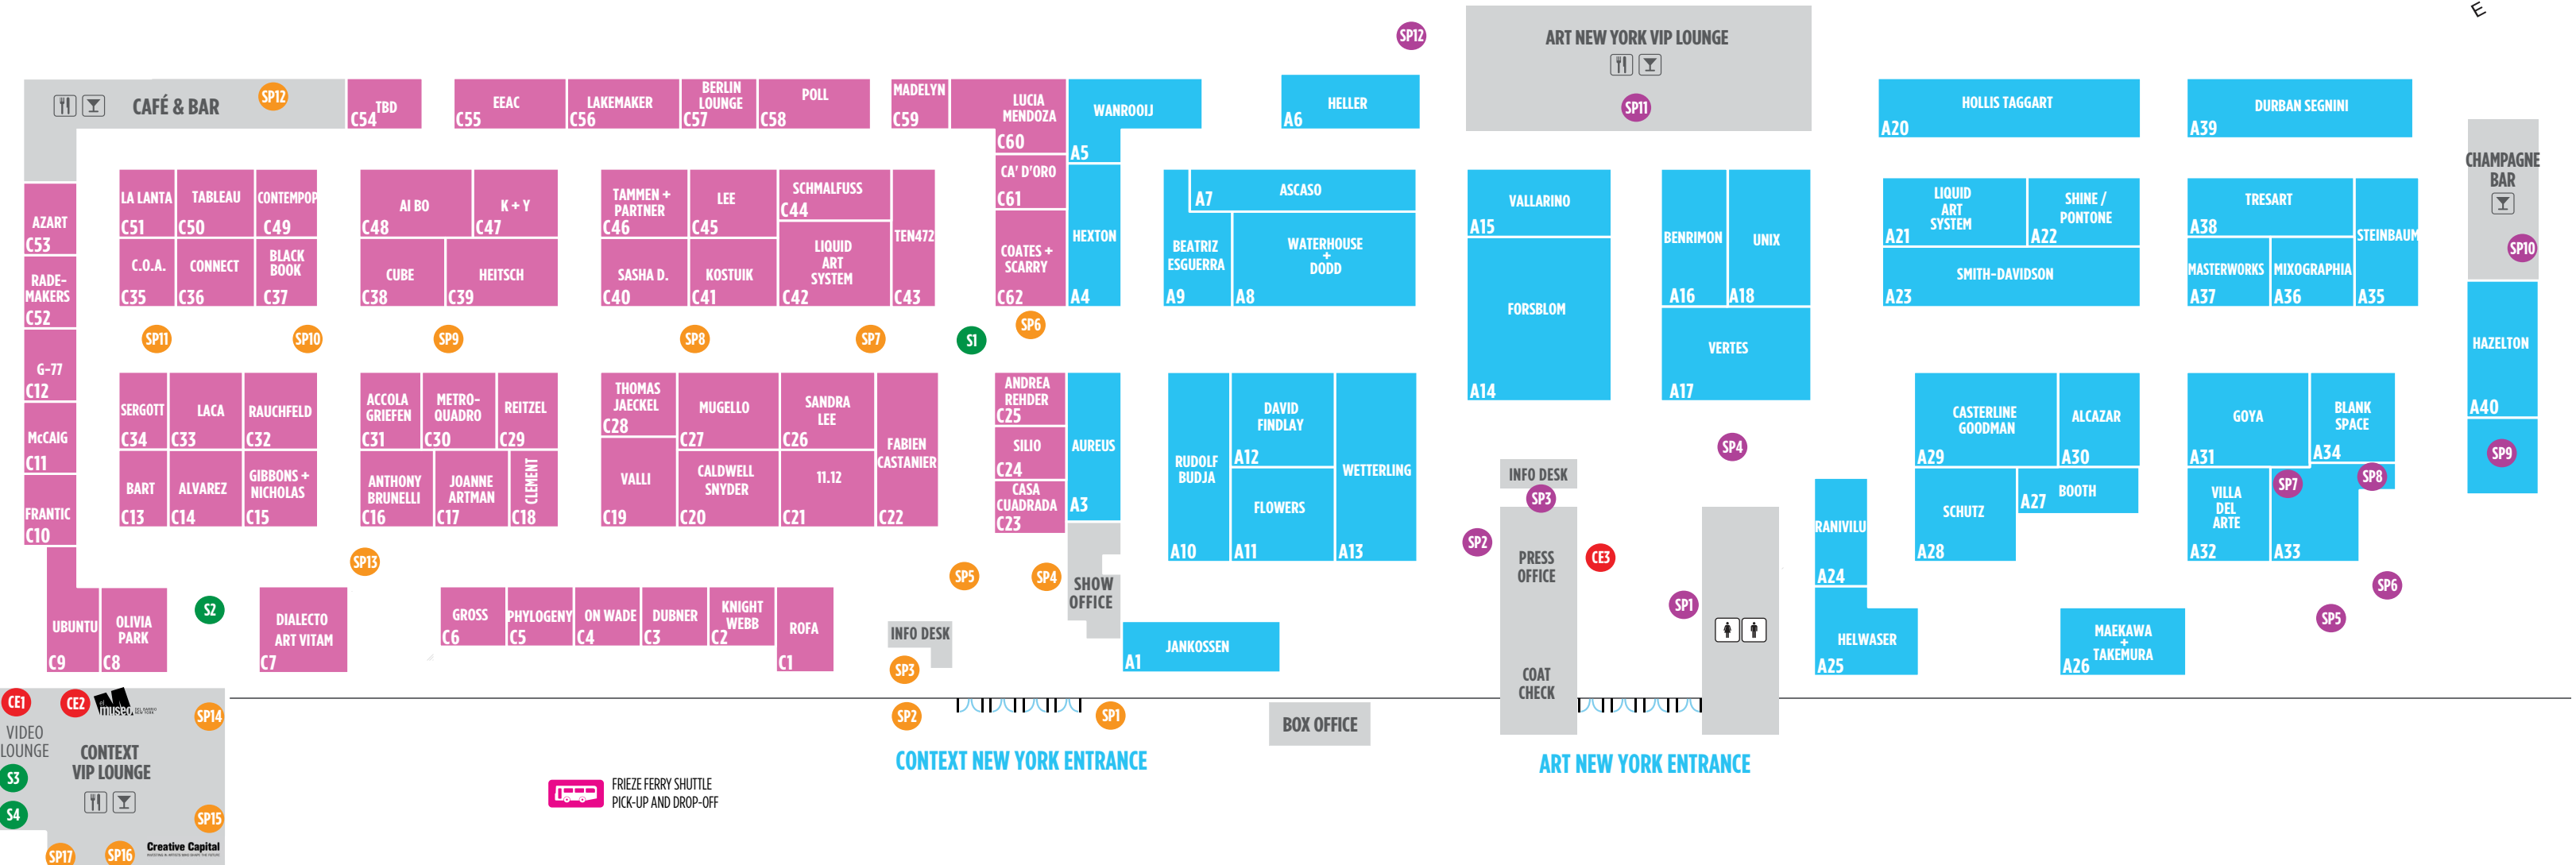 E
SP12
ART NEW YORK VIP LOUNGE
SP11
CAFÉ & BAR
SP12
TBD
C54
EEAC
C55
LAKEMAKER
C56
BERLIN
LOUNGE
C57
POLL
C58
MADELYN
C59
LUCIA
MENDOZA
C60
WANROOIJ
A5
HELLER
A6
HOLLIS TAGGART
A20
DURBAN SEGNINI
A39
CHAMPAGNE
BAR
SP10
AZART
C53
RADE-
MAKERS
C52
G-77
C12
McCAIG
C11
FRANTIC
C10
LA LANTA
C51
TABLEAU
C50
CONTEMPOP
C49
C.O.A.
C35
CONNECT
C36
BLACK
BOOK
C37
AI BO
C48
K + Y
C47
CUBE
C38
HEITSCH
C39
TAMMEN +
PARTNER
C46
LEE
C45
SCHMALFUSS
C44
SASHA D.
C40
KOSTUIK
C41
LIQUID
ART
SYSTEM
C42
TEN472
C43
CA' D'ORO
C61
COATES +
SCARRY
C62
HEXTON
A4
BEATRIZ
ESGUERRA
A9
A7
ASCASO
WATERHOUSE
+
DODD
A8
VALLARINO
A15
FORSBLOM
A14
BENRIMON
A16
UNIX
A18
VERTES
A17
LIQUID
ART
SYSTEM
A21
SHINE /
PONTONE
A22
SMITH-DAVIDSON
A23
TRESART
A38
STEINBAUM
A35
MASTERWORKS
A37
MIXOGRAPHIA
A36
HAZELTON
A40
SP9
SP11
SP10
SP9
SP8
SP7
S1
SP6
SERGOTT
C34
LACA
C33
RAUCHFELD
C32
BART
C13
ALVAREZ
C14
GIBBONS +
NICHOLAS
C15
ACCOLA
GRIEFEN
C31
METRO-
QUADRO
C30
REITZEL
C29
ANTHONY
BRUNELLI
C16
JOANNE
ARTMAN
C17
CLEMENT
C18
THOMAS
JAECKEL
C28
MUGELLO
C27
SANDRA
LEE
C26
VALLI
C19
CALDWELL
SNYDER
C20
11.12
C21
FABIEN
CASTANIER
C22
ANDREA
REHDER
C25
SILIO
C24
CASA
CUADRADA
C23
AUREUS
A3
RUDOLF
BUDJA
A10
DAVID
FINDLAY
A12
FLOWERS
A11
WETTERLING
A13
SP4
INFO DESK
SP3
SP2
PRESS
OFFICE
CE3
COAT
CHECK
SP1
CASTERLINE
GOODMAN
A29
ALCAZAR
A30
SCHUTZ
A28
A27
BOOTH
GOYA
A31
BLANK
SPACE
A34
VILLA
DEL
ARTE
A32
SP7
A33
SP8
RANIVILU
A24
HELWASER
A25
MAEKAWA
+
TAKEMURA
A26
SP6
SP5
SP13
SP5
SP4
SHOW
OFFICE
UBUNTU
C9
OLIVIA
PARK
C8
S2
DIALECTO
ART VITAM
C7
GROSS
C6
PHYLOGENY
C5
ON WADE
C4
DUBNER
C3
KNIGHT
WEBB
C2
ROFA
C1
INFO DESK
SP3
JANKOSSEN
A1
SP2
SP1
BOX OFFICE
CONTEXT NEW YORK ENTRANCE
ART NEW YORK ENTRANCE
CE1
CE2
el museo
SP14
VIDEO
LOUNGE
CONTEXT
VIP LOUNGE
S3
S4
SP15
SP17
SP16
Creative Capital
FRIEZE FERRY SHUTTLE
PICK-UP AND DROP-OFF